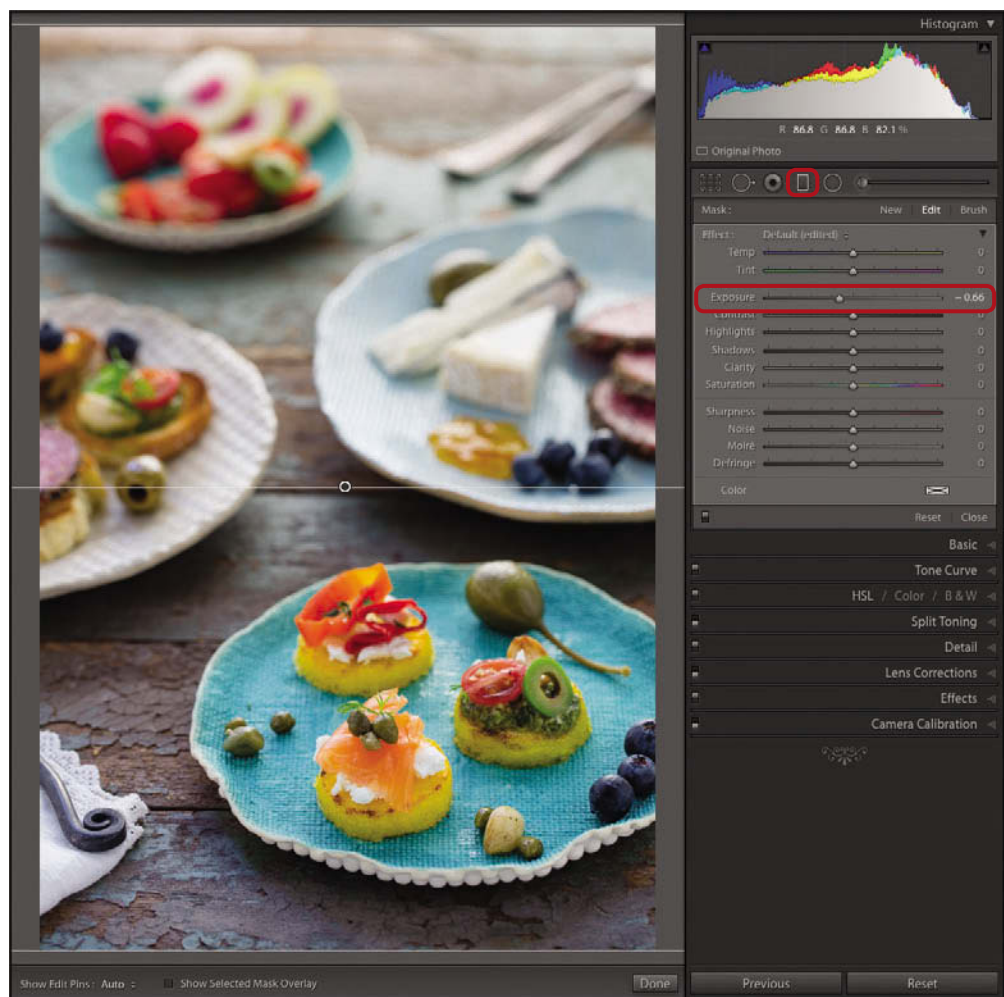 Histogram
R 86.8 G 86.8 B 82.1 %
Original Photo
Mask : New Edit Brush
Effect : Default (edited)
Temp 0
Tint 0
Exposure – 0.66
Contrast 0
Highlights 0
Shadows 0
Clarity 0
Saturation 0
Sharpness 0
Noise 0
Moiré 0
Defringe 0
Color
Reset Close
Basic
Tone Curve
HSL / Color / B & W
Split Toning
Detail
Lens Corrections
Effects
Camera Calibration
Show Edit Pins : Auto Show Selected Mask Overlay Done Previous Reset